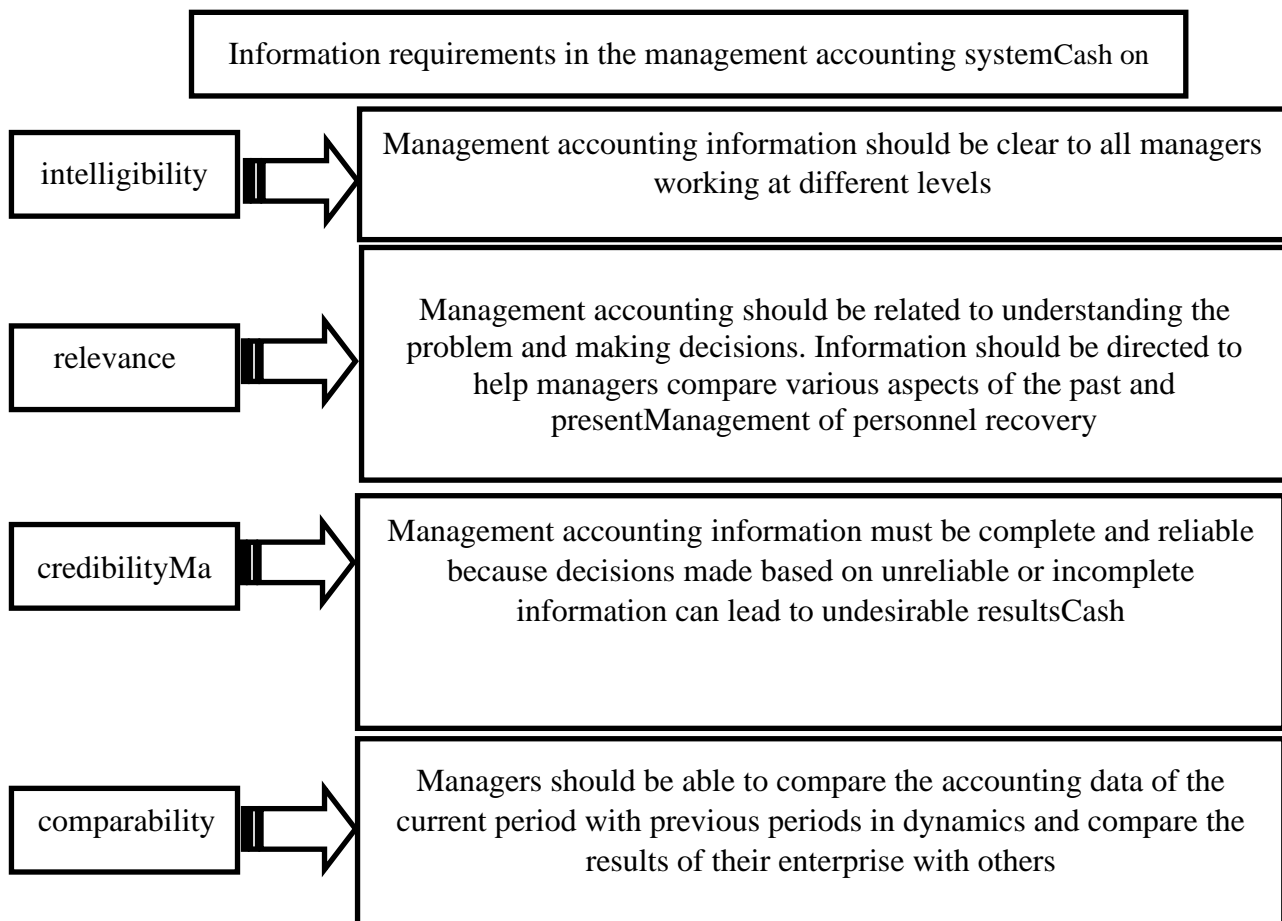 Information requirements in the management accounting systemCash on
intelligibility
Management accounting information should be clear to all managers
working at different levels
relevance
Management accounting should be related to understanding the
problem and making decisions. Information should be directed to
help managers compare various aspects of the past and
presentManagement of personnel recovery
credibilityMa
Management accounting information must be complete and reliable
because decisions made based on unreliable or incomplete
information can lead to undesirable resultsCash
comparability
Managers should be able to compare the accounting data of the
current period with previous periods in dynamics and compare the
results of their enterprise with others